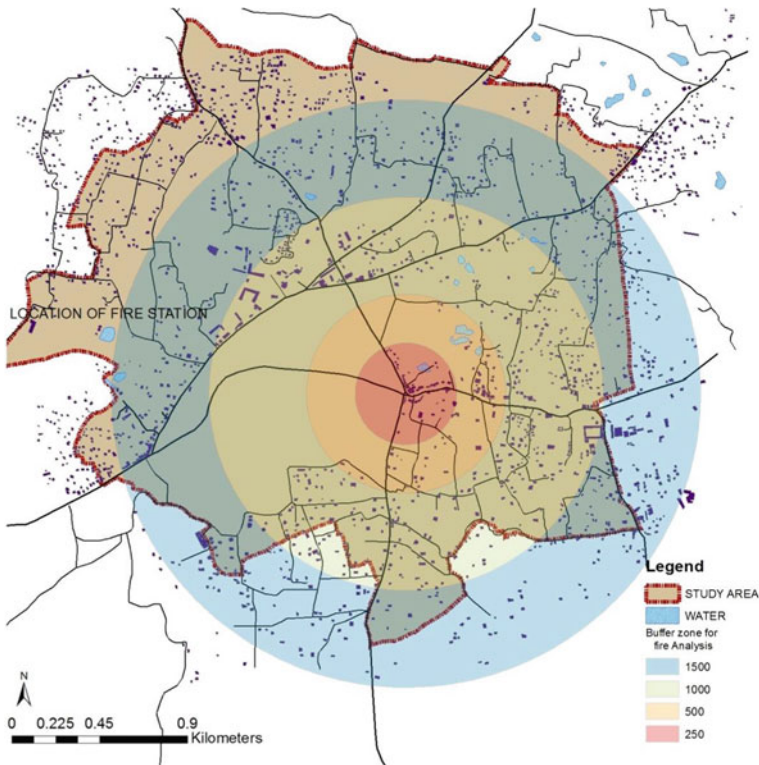 LOCATION OF FIRE STATION
Legend
STUDY AREA
WATER
Buffer zone for
fire Analysis
1500
1000
500
250
N
0 0.225 0.45 0.9
Kilometers